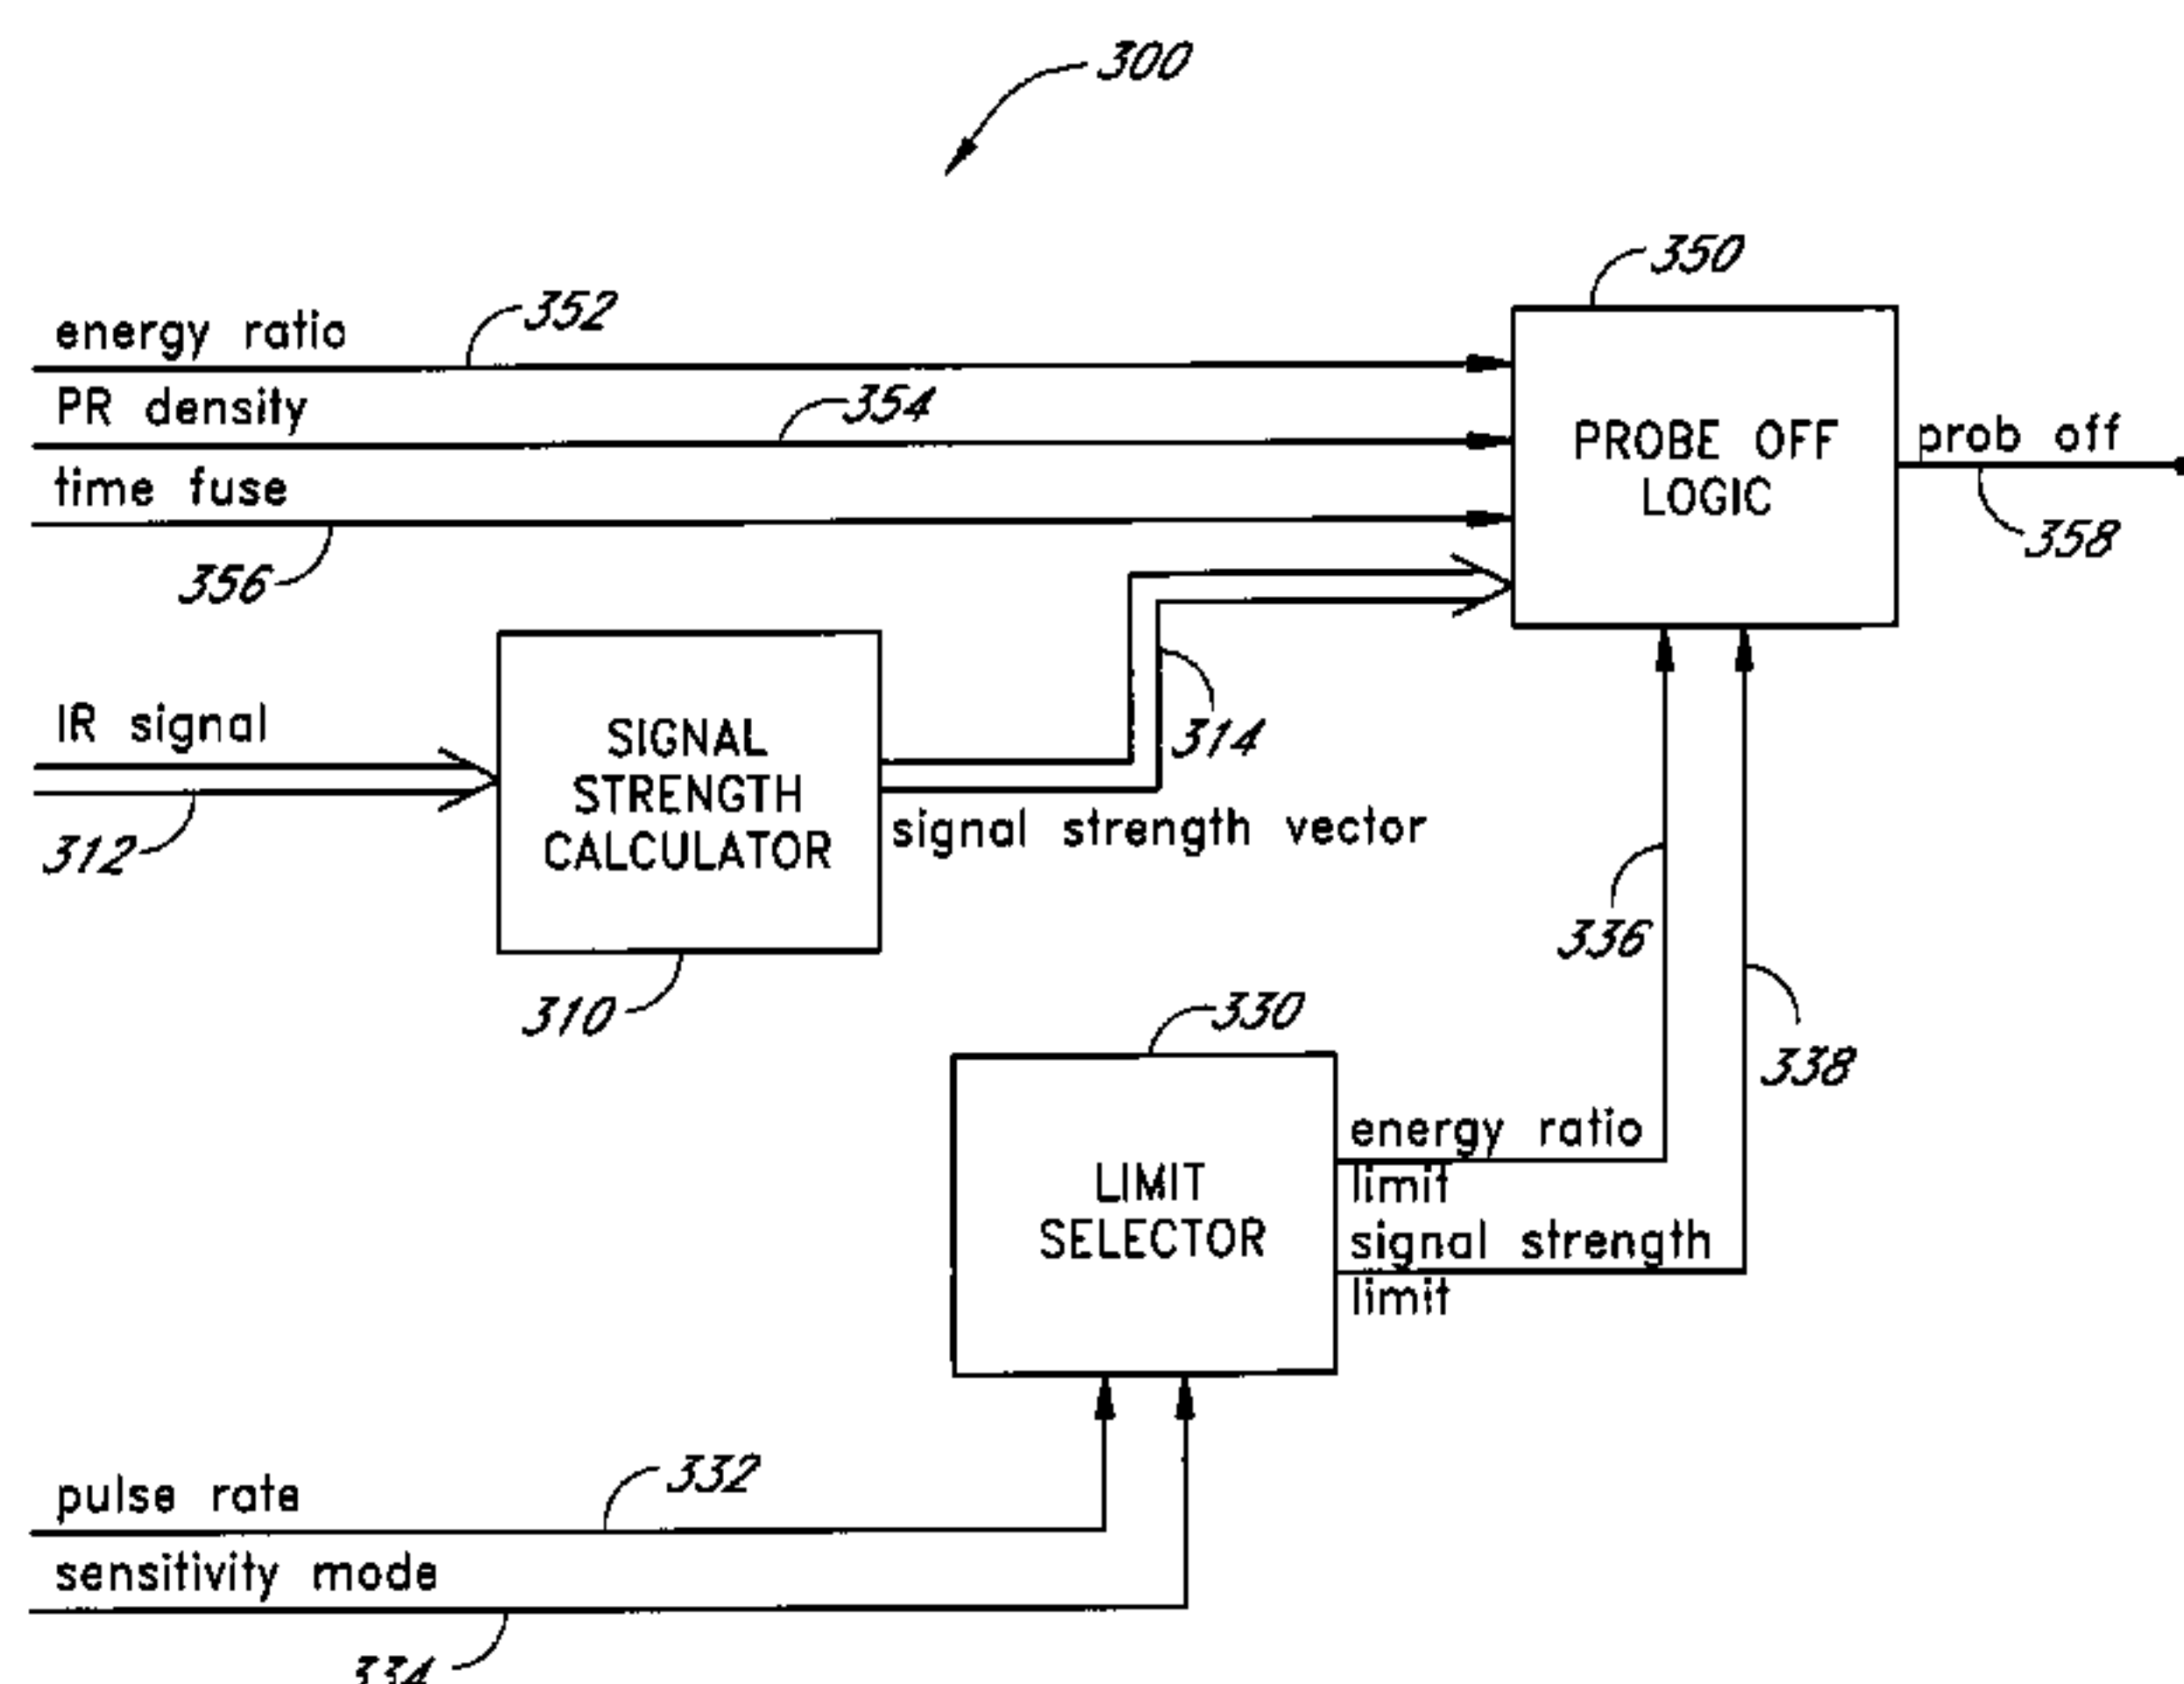 300
350
352
energy ratio
354
PR density
time fuse
356
PROBE OFF
LOGIC
prob off
358
IR signal
312
SIGNAL
STRENGTH
CALCULATOR
310
314
signal strength vector
336
338
330
LIMIT
SELECTOR
energy ratio
limit
signal strength
limit
332
pulse rate
sensitivity mode
334